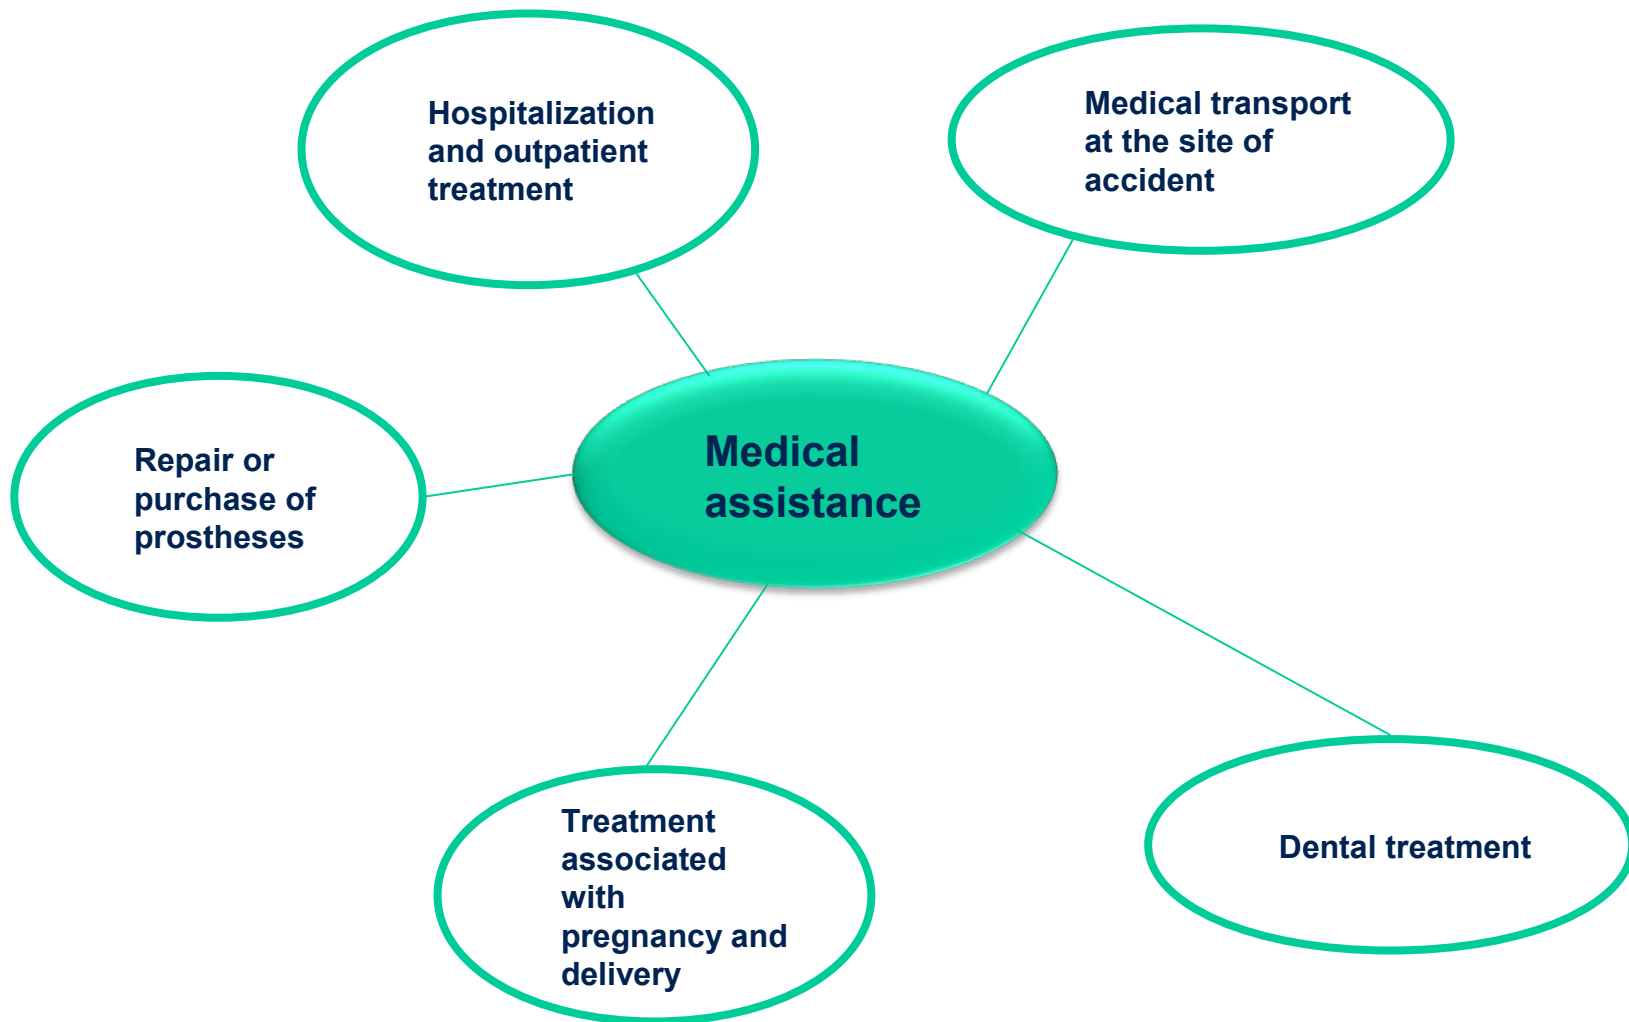 Hospitalization
and outpatient
treatment
Medical transport
at the site of
accident
Medical
assistance
Repair or
purchase of
prostheses
Treatment
associated
with
pregnancy and
delivery
Dental treatment